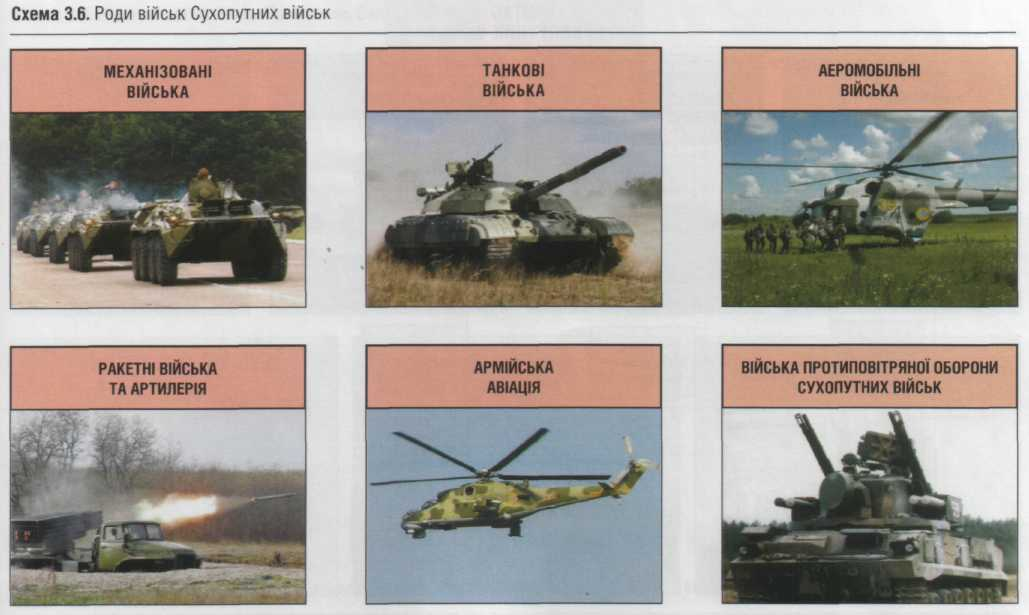 Схема 3.6. Роди військ Сухопутних військ
МЕХАНІЗОВАНІ
ВІЙСЬКА
ТАНКОВІ
ВІЙСЬКА
АЕРОМОБІЛЬНІ
ВІЙСЬКА
РАКЕТНІ ВІЙСЬКА
ТА АРТИЛЕРІЯ
АРМІЙСЬКА
АВІАЦІЯ
ВІЙСЬКА ПРОТИПОВІТРЯНОЇ ОБОРОНИ
СУХОПУТНИХ ВІЙСЬК